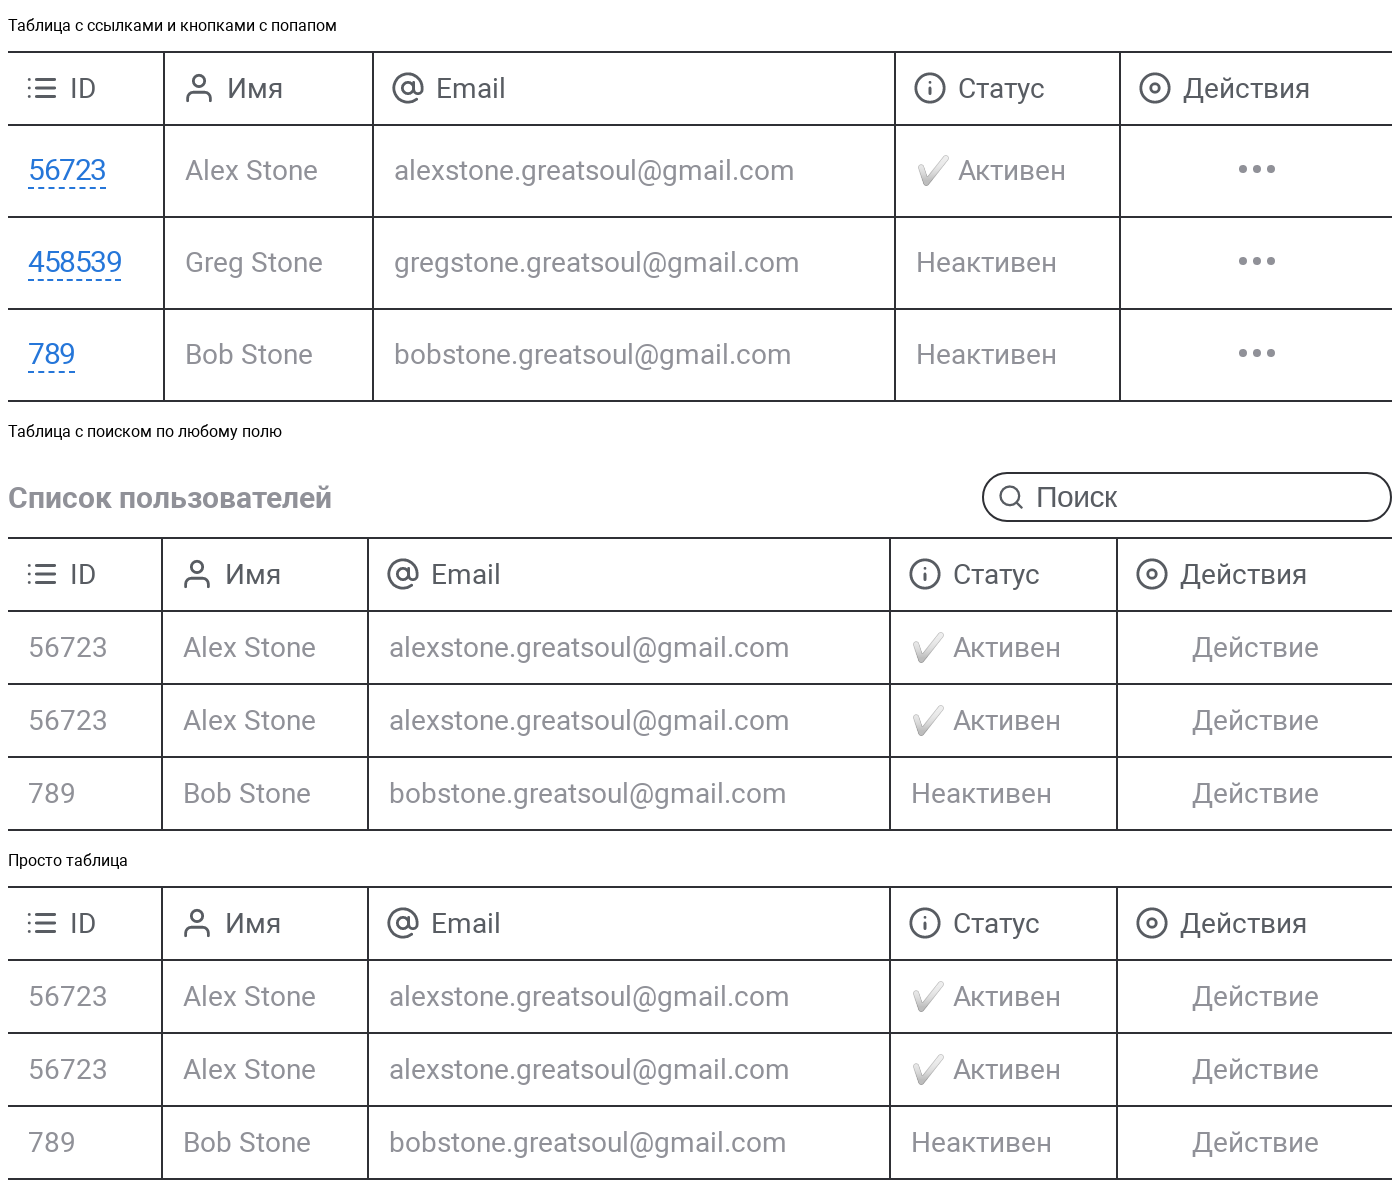 Таблица с ссылками и кнопками с попапом
ID Имя Email Статус Действия
56723 Alex Stone alexstone.greatsoul@gmail.com ✔ Активен •••
458539 Greg Stone gregstone.greatsoul@gmail.com Неактивен •••
789 Bob Stone bobstone.greatsoul@gmail.com Неактивен •••
Таблица с поиском по любому полю
Список пользователей Поиск
ID Имя Email Статус Действия
56723 Alex Stone alexstone.greatsoul@gmail.com ✔ Активен Действие
56723 Alex Stone alexstone.greatsoul@gmail.com ✔ Активен Действие
789 Bob Stone bobstone.greatsoul@gmail.com Неактивен Действие
Просто таблица
ID Имя Email Статус Действия
56723 Alex Stone alexstone.greatsoul@gmail.com ✔ Активен Действие
56723 Alex Stone alexstone.greatsoul@gmail.com ✔ Активен Действие
789 Bob Stone bobstone.greatsoul@gmail.com Неактивен Действие